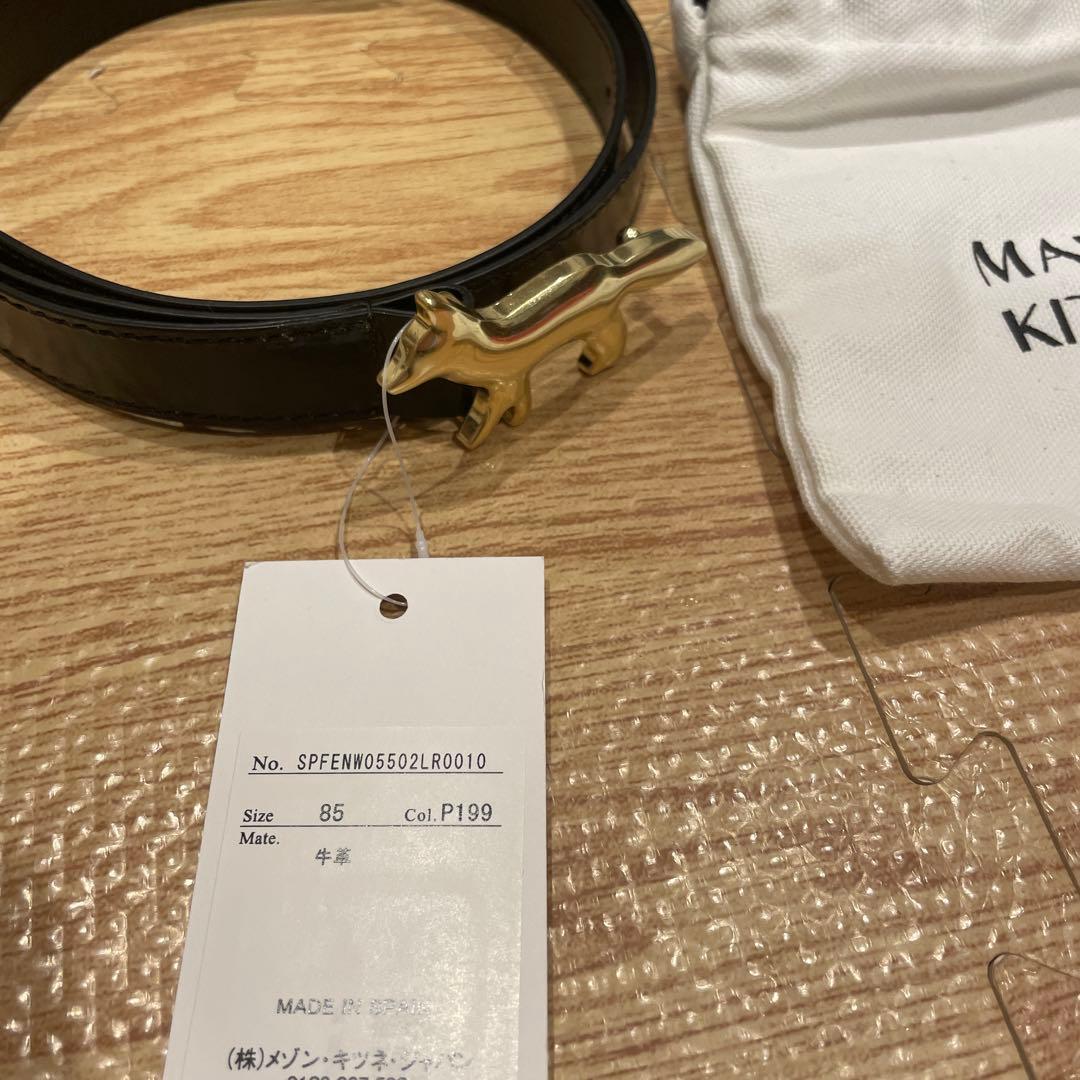 MA
KIT
No. SPFENW05502LR0010
Size 85 Col. P199
Mate.
牛革
MADE IN SPAIN
(株)メゾン・キツネ・ジャパン